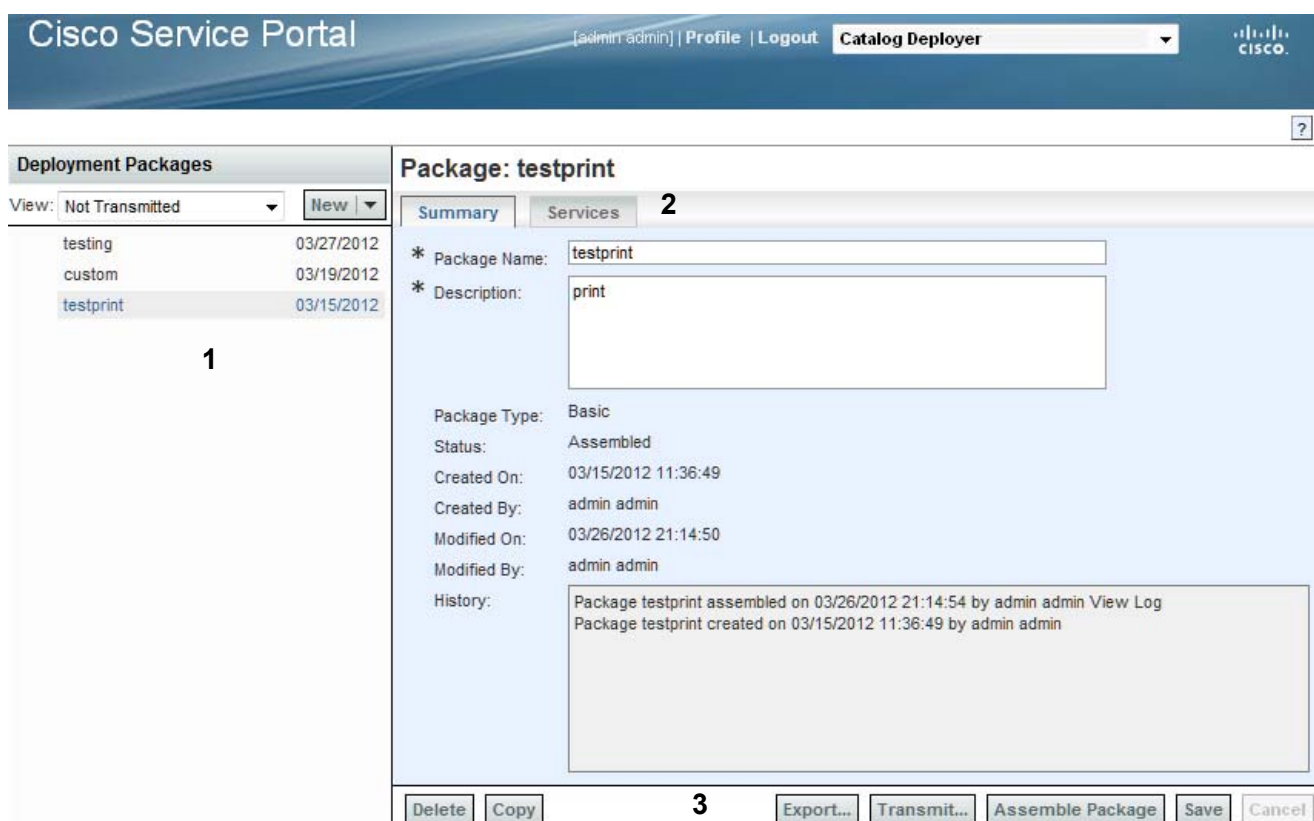 Cisco Service Portal
[admin admin] | Profile | Logout Catalog Deployer
CISCO.
?
Deployment Packages
View: Not Transmitted New
testing 03/27/2012
custom 03/19/2012
testprint 03/15/2012
1
Package: testprint
Summary Services 2
* Package Name: testprint
* Description: print
Package Type: Basic
Status: Assembled
Created On: 03/15/2012 11:36:49
Created By: admin admin
Modified On: 03/26/2012 21:14:50
Modified By: admin admin
History: Package testprint assembled on 03/26/2012 21:14:54 by admin admin View Log
Package testprint created on 03/15/2012 11:36:49 by admin admin
Delete Copy 3 Export... Transmit... Assemble Package Save Cancel